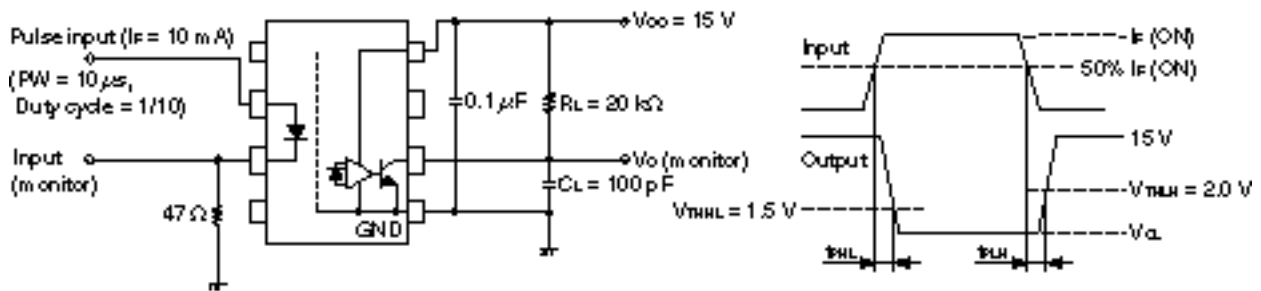 Pulse input (IF = 10 mA)
(PW = 10 μs,
Duty cycle = 1/10)
Input
(monitor)
47 Ω
GND
VCC = 15 V
0.1 μF
RL = 20 kΩ
VO (monitor)
CL = 100 pF
Input
IF (ON)
50% IF (ON)
Output
15 V
VTHHL = 1.5 V
VTHLH = 2.0 V
VOL
tPHL
tPLH